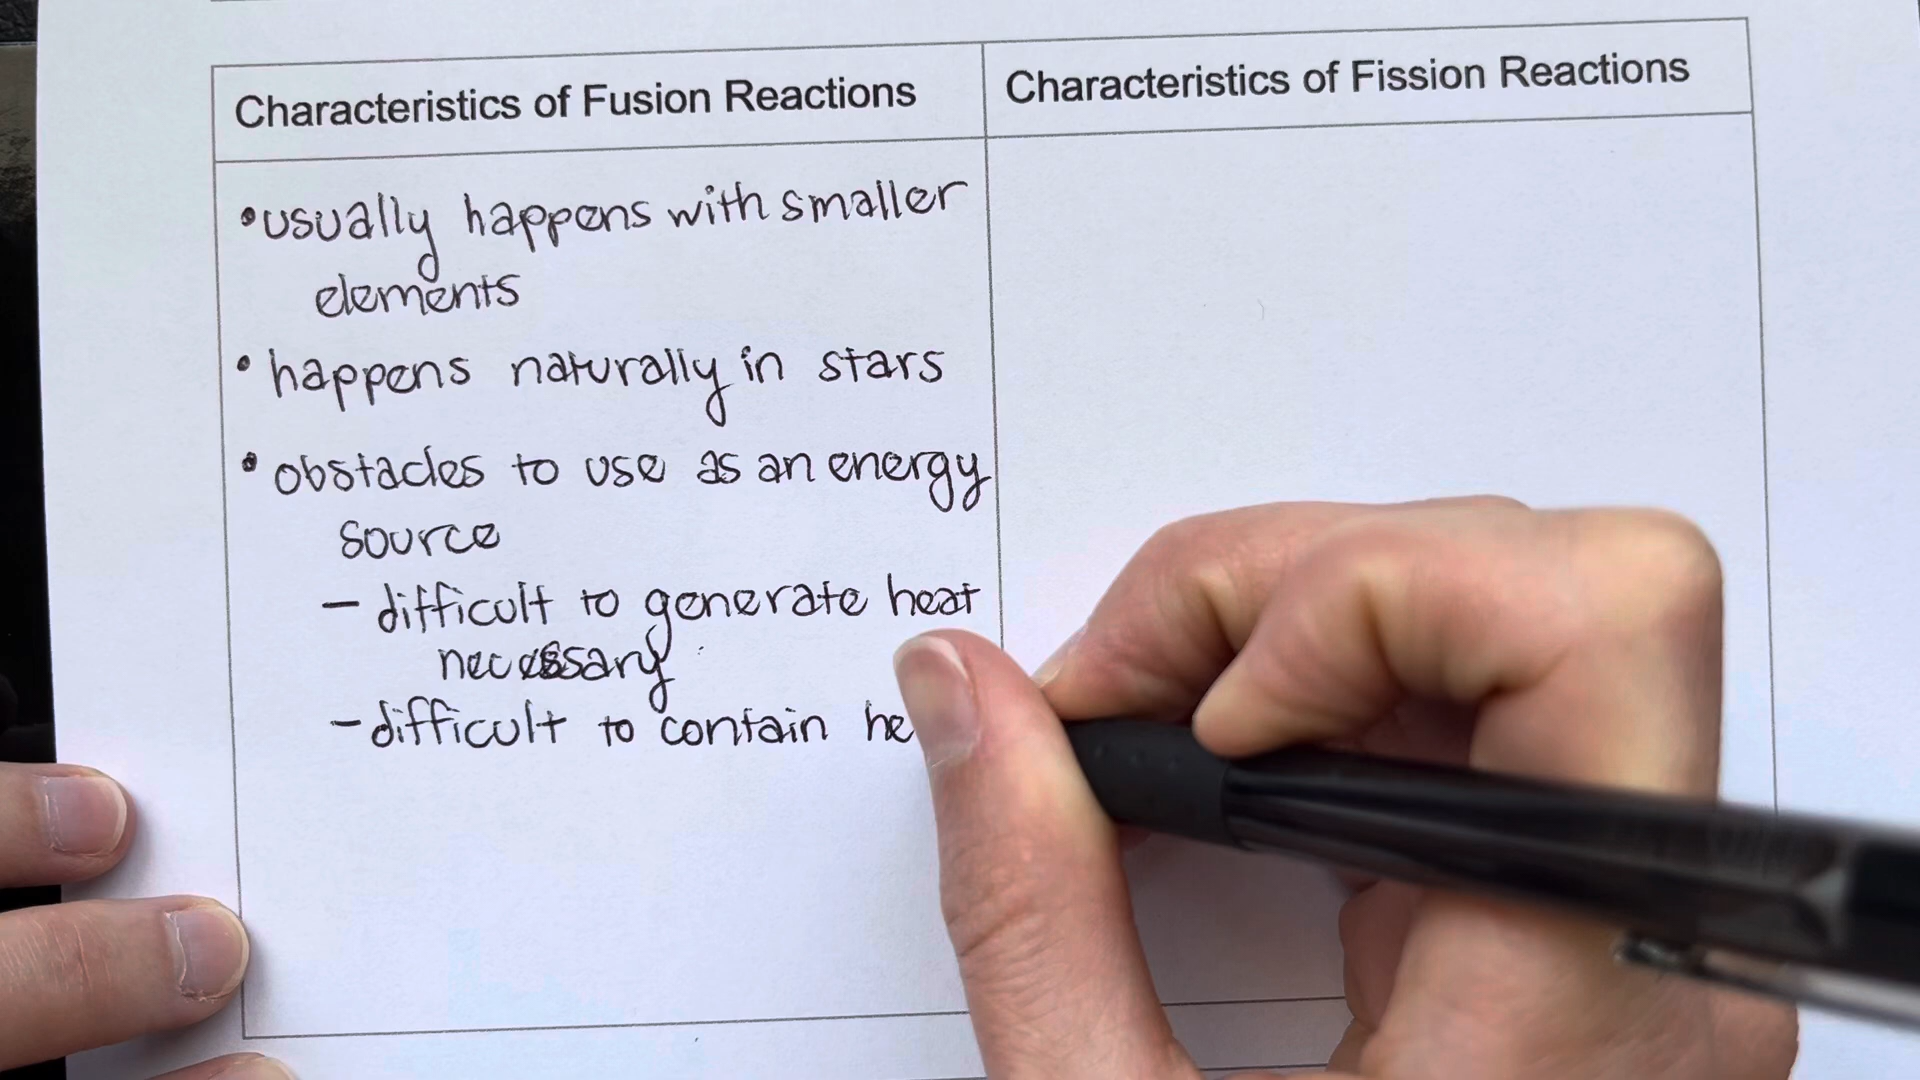 Characteristics of Fusion Reactions
Characteristics of Fission Reactions
•usually happens with smaller
elements
• happens naturally in stars
• obstacles to use as an energy
source
– difficult to generate heat
necessary
– difficult to contain he